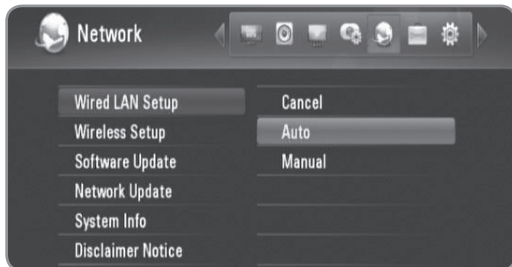 Network
Wired LAN Setup
Wireless Setup
Software Update
Network Update
System Info
Disclaimer Notice
Cancel
Auto
Manual